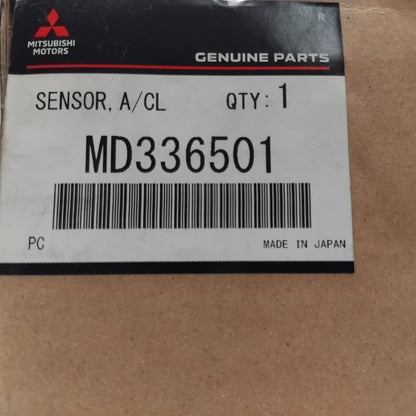 R
MITSUBISHI
MOTORS
GENUINE PARTS
SENSOR, A/CL QTY: 1
MD336501
PC MADE IN JAPAN